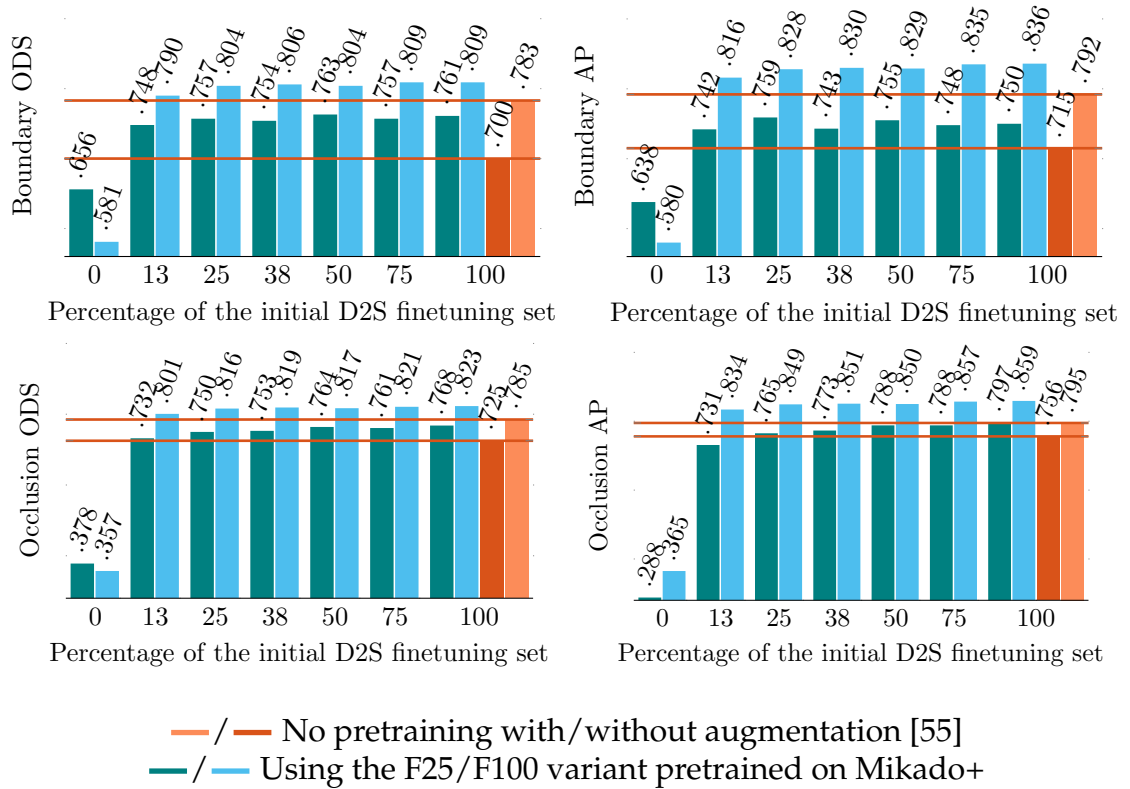 Boundary ODS
.656 .581 .748 .790 .757 .804 .754 .806 .763 .804 .757 .809 .761 .809 .700 .783
0 13 25 38 50 75 100
Percentage of the initial D2S finetuning set
Boundary AP
.638 .580 .742 .816 .759 .828 .743 .830 .755 .829 .748 .835 .750 .836 .715 .792
0 13 25 38 50 75 100
Percentage of the initial D2S finetuning set
Occlusion ODS
.378 .357 .732 .801 .750 .816 .753 .819 .764 .817 .761 .821 .768 .823 .725 .785
0 13 25 38 50 75 100
Percentage of the initial D2S finetuning set
Occlusion AP
.288 .365 .731 .834 .765 .849 .773 .851 .788 .850 .788 .857 .797 .859 .756 .795
0 13 25 38 50 75 100
Percentage of the initial D2S finetuning set
/ No pretraining with/without augmentation [55]
/ Using the F25/F100 variant pretrained on Mikado+